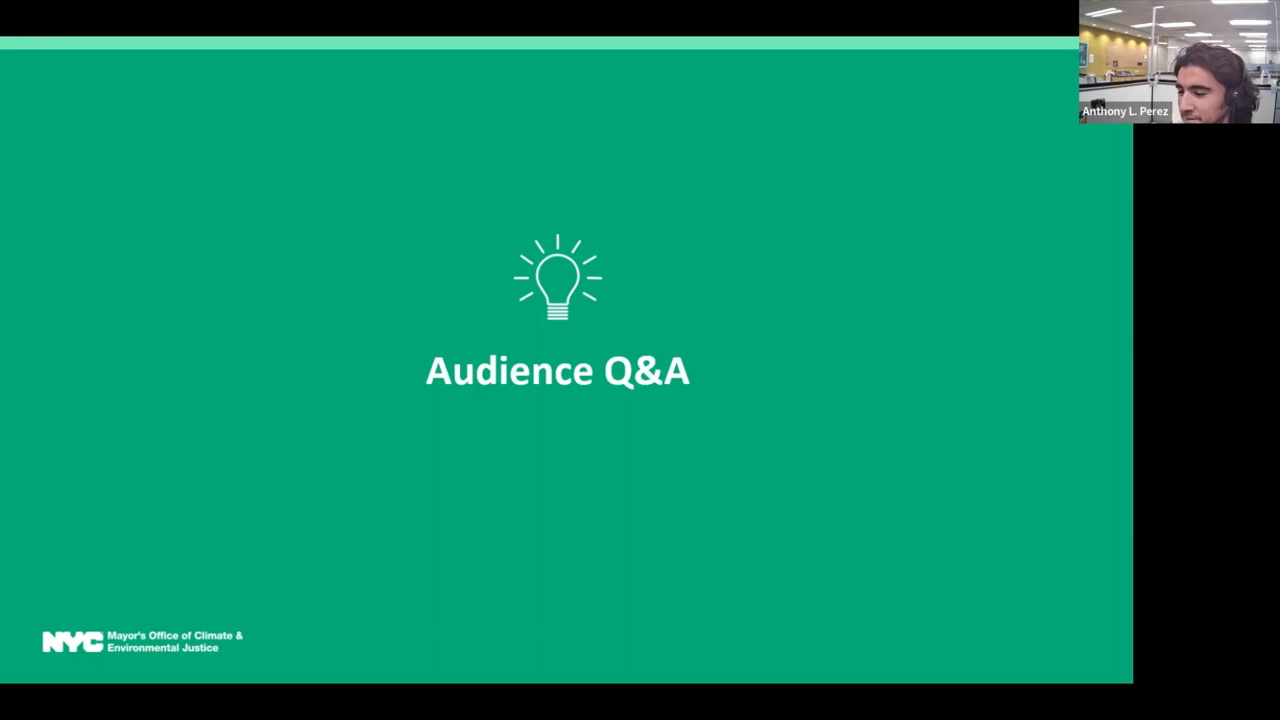 Anthony L. Perez
Audience Q&A
NYC Mayor's Office of Climate &
Environmental Justice